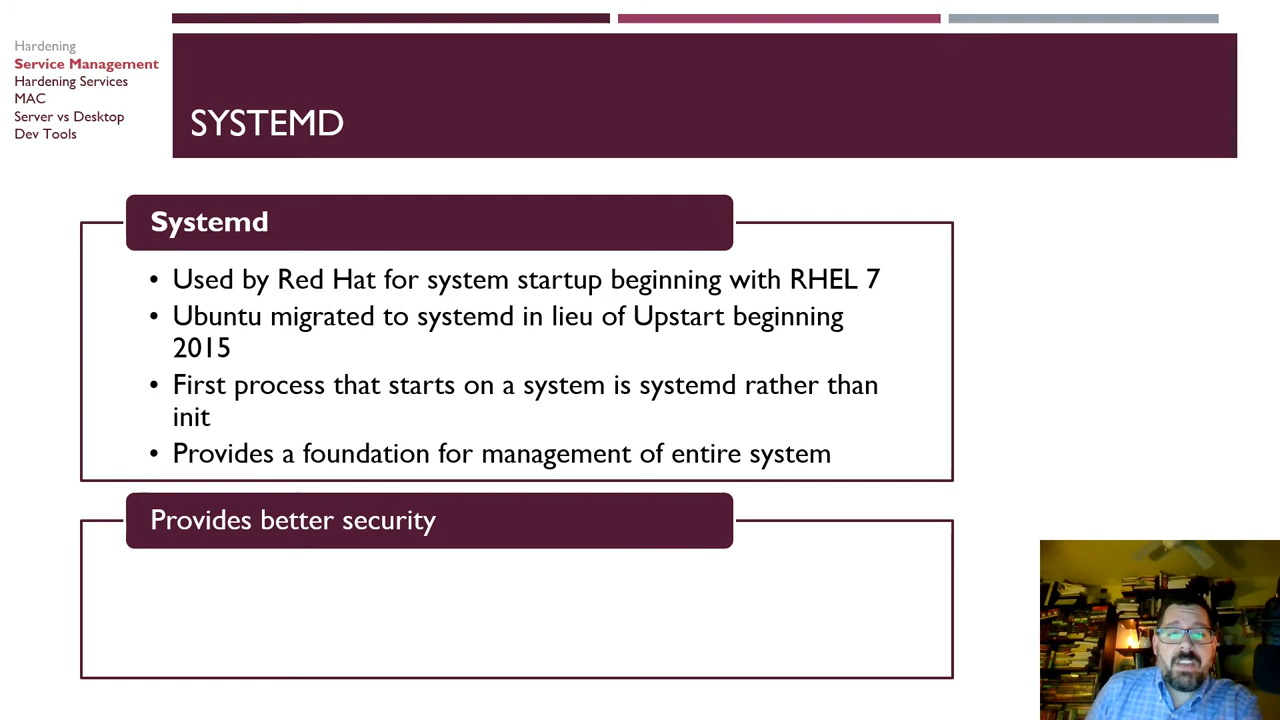 Hardening
Service Management
Hardening Services
MAC
Server vs Desktop
Dev Tools
SYSTEMD
Systemd
• Used by Red Hat for system startup beginning with RHEL 7
• Ubuntu migrated to systemd in lieu of Upstart beginning
2015
• First process that starts on a system is systemd rather than
init
• Provides a foundation for management of entire system
Provides better security